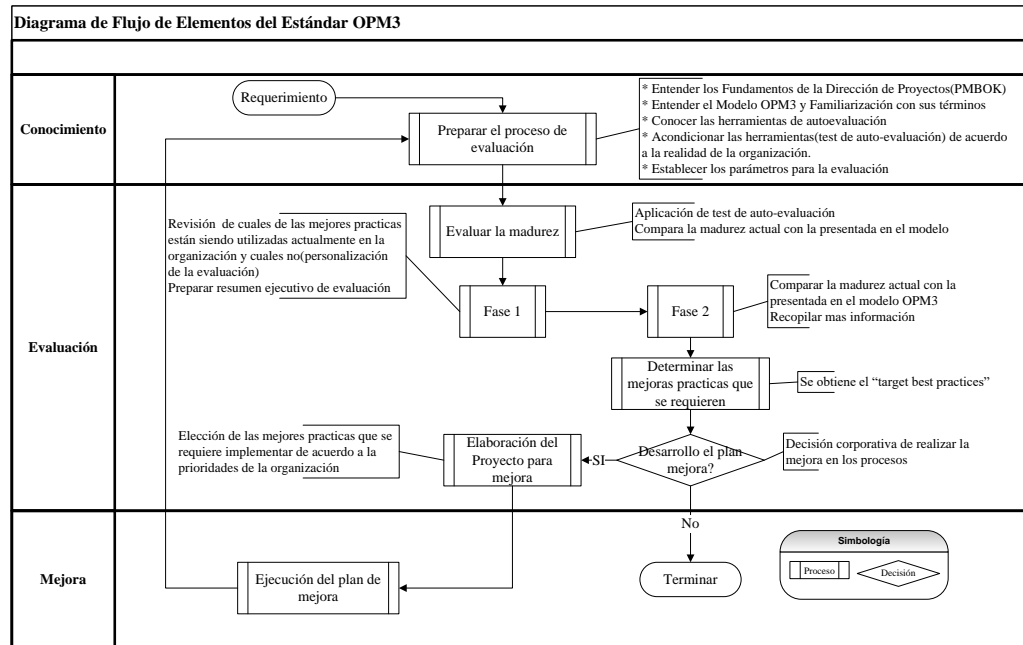 Diagrama de Flujo de Elementos del Estándar OPM3
Conocimiento
Requerimiento
Preparar el proceso de
evaluación
* Entender los Fundamentos de la Dirección de Proyectos(PMBOK)
* Entender el Modelo OPM3 y Familiarización con sus términos
* Conocer las herramientas de autoevaluación
* Acondicionar las herramientas(test de auto-evaluación) de acuerdo
a la realidad de la organización.
* Establecer los parámetros para la evaluación
Evaluación
Revisión de cuales de las mejores practicas
están siendo utilizadas actualmente en la
organización y cuales no(personalización
de la evaluación)
Preparar resumen ejecutivo de evaluación
Evaluar la madurez
Aplicación de test de auto-evaluación
Compara la madurez actual con la presentada en el modelo
Fase 1
Fase 2
Comparar la madurez actual con la
presentada en el modelo OPM3
Recopilar mas información
Determinar las
mejoras practicas que
se requieren
Se obtiene el “target best practices”
Elección de las mejores practicas que se
requiere implementar de acuerdo a la
prioridades de la organización
Elaboración del
Proyecto para
mejora
SI
Desarrollo el plan
mejora?
Decisión corporativa de realizar la
mejora en los procesos
No
Mejora
Ejecución del plan de
mejora
Terminar
Simbología
Proceso
Decisión